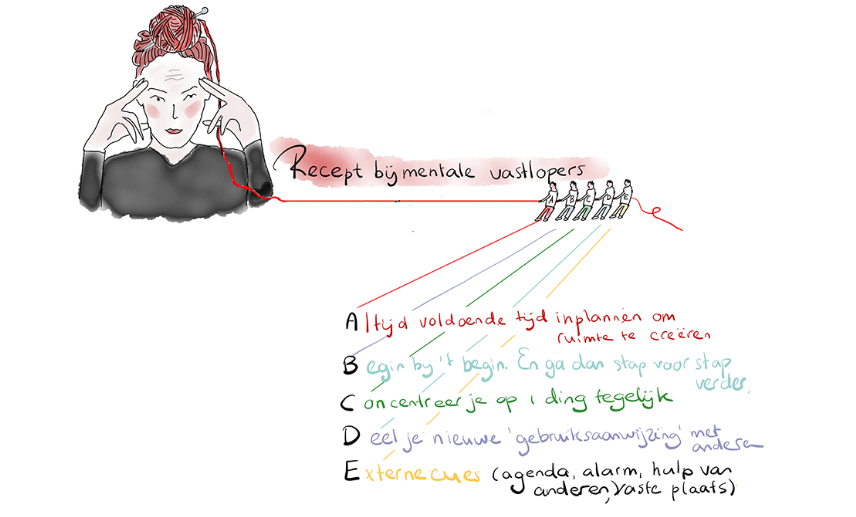 Recept bij mentale vastlopers
A B C D E
Altijd voldoende tijd inplannen om
ruimte te creëren
Begin by 't begin. En ga dan stap voor stap
verder.
Concentreer je op 1 ding tegelijk
Deel je nieuwe 'gebruiksaanwijzing' met
anderen
Externe cues (agenda, alarm, hulp van
anderen, vaste plaats)